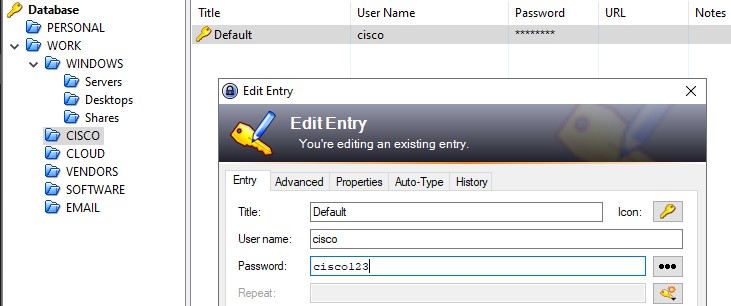 Database
PERSONAL
WORK
WINDOWS
Servers
Desktops
Shares
CISCO
CLOUD
VENDORS
SOFTWARE
EMAIL
Title User Name Password URL Notes
Default cisco ********
Edit Entry
Edit Entry
You're editing an existing entry.
Entry Advanced Properties Auto-Type History
Title: Default Icon:
User name: cisco
Password: cisco123
Repeat: